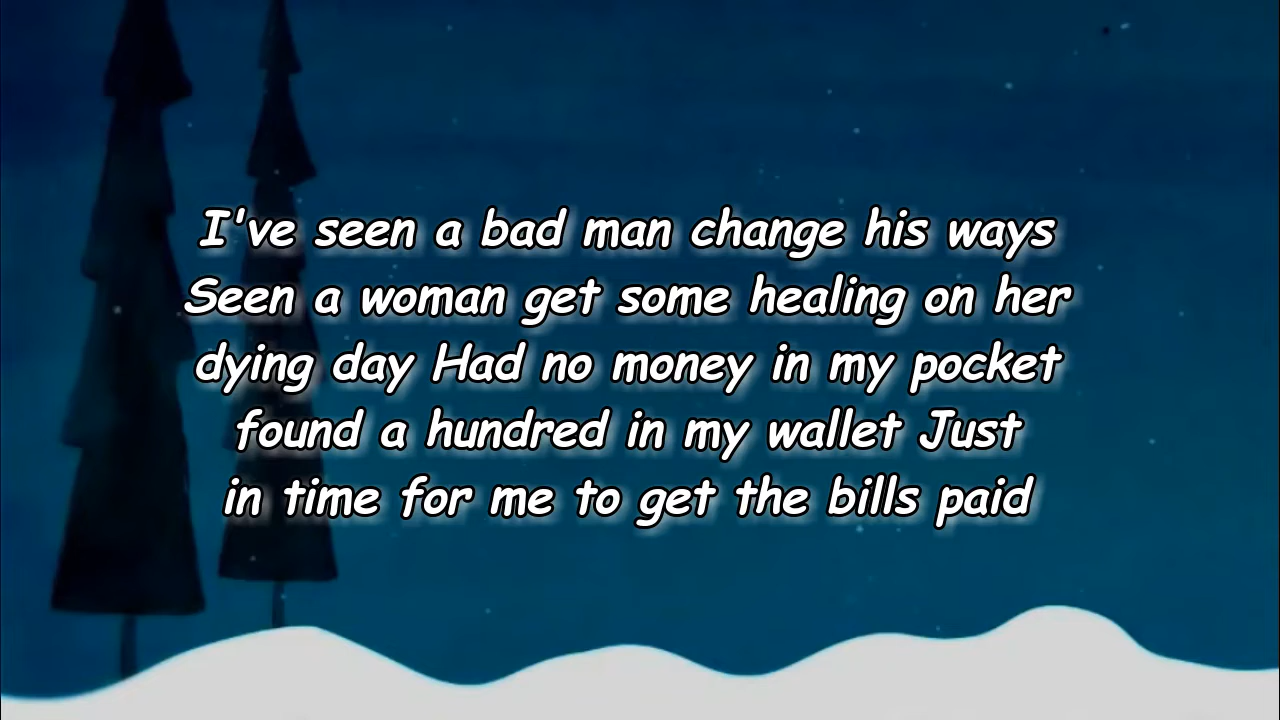 I've seen a bad man change his ways
Seen a woman get some healing on her
dying day Had no money in my pocket
found a hundred in my wallet Just
in time for me to get the bills paid